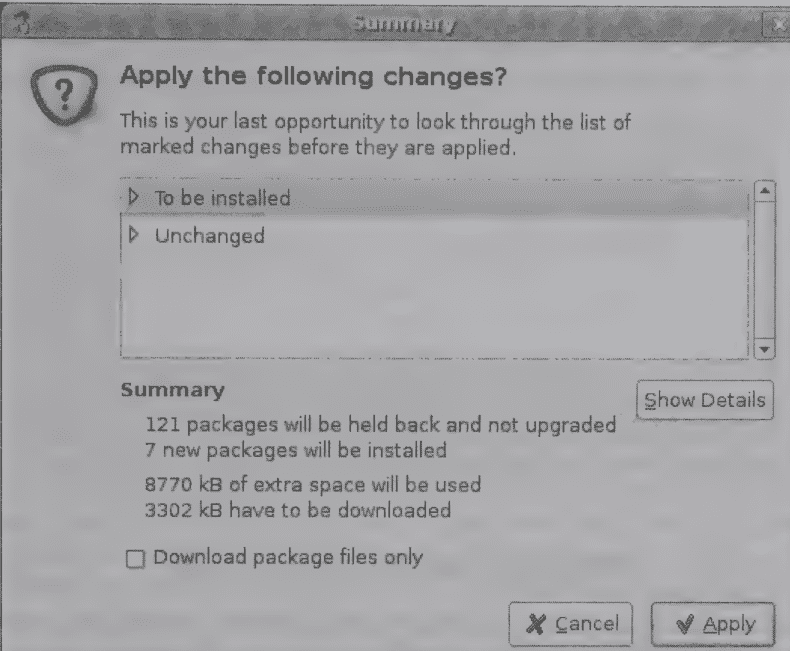 Summary
Apply the following changes?
This is your last opportunity to look through the list of
marked changes before they are applied.
To be installed
Unchanged
Summary
Show Details
121 packages will be held back and not upgraded
7 new packages will be installed
8770 kB of extra space will be used
3302 kB have to be downloaded
Download package files only
Cancel
Apply